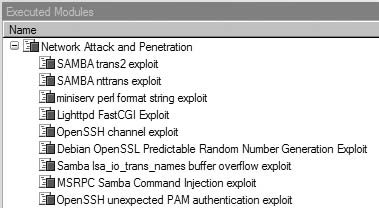 Executed Modules
Name
Network Attack and Penetration
SAMBA trans2 exploit
SAMBA nttrans exploit
miniserv perl format string exploit
Lighttpd FastCGI Exploit
OpenSSH channel exploit
Debian OpenSSL Predictable Random Number Generation Exploit
Samba lsa_io_trans_names buffer overflow exploit
MSRPC Samba Command Injection exploit
OpenSSH unexpected PAM authentication exploit